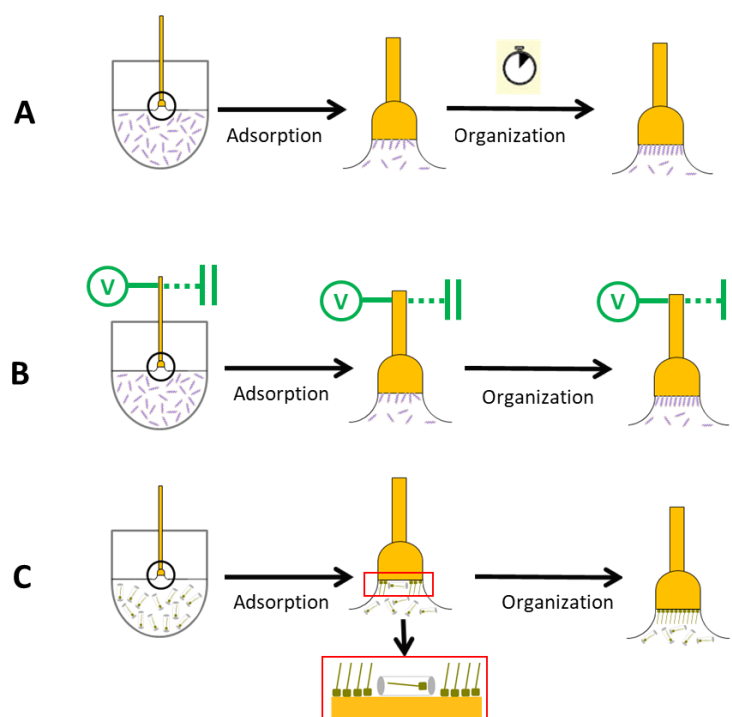 A
Adsorption
Organization
V
V
V
B
Adsorption
Organization
C
Adsorption
Organization